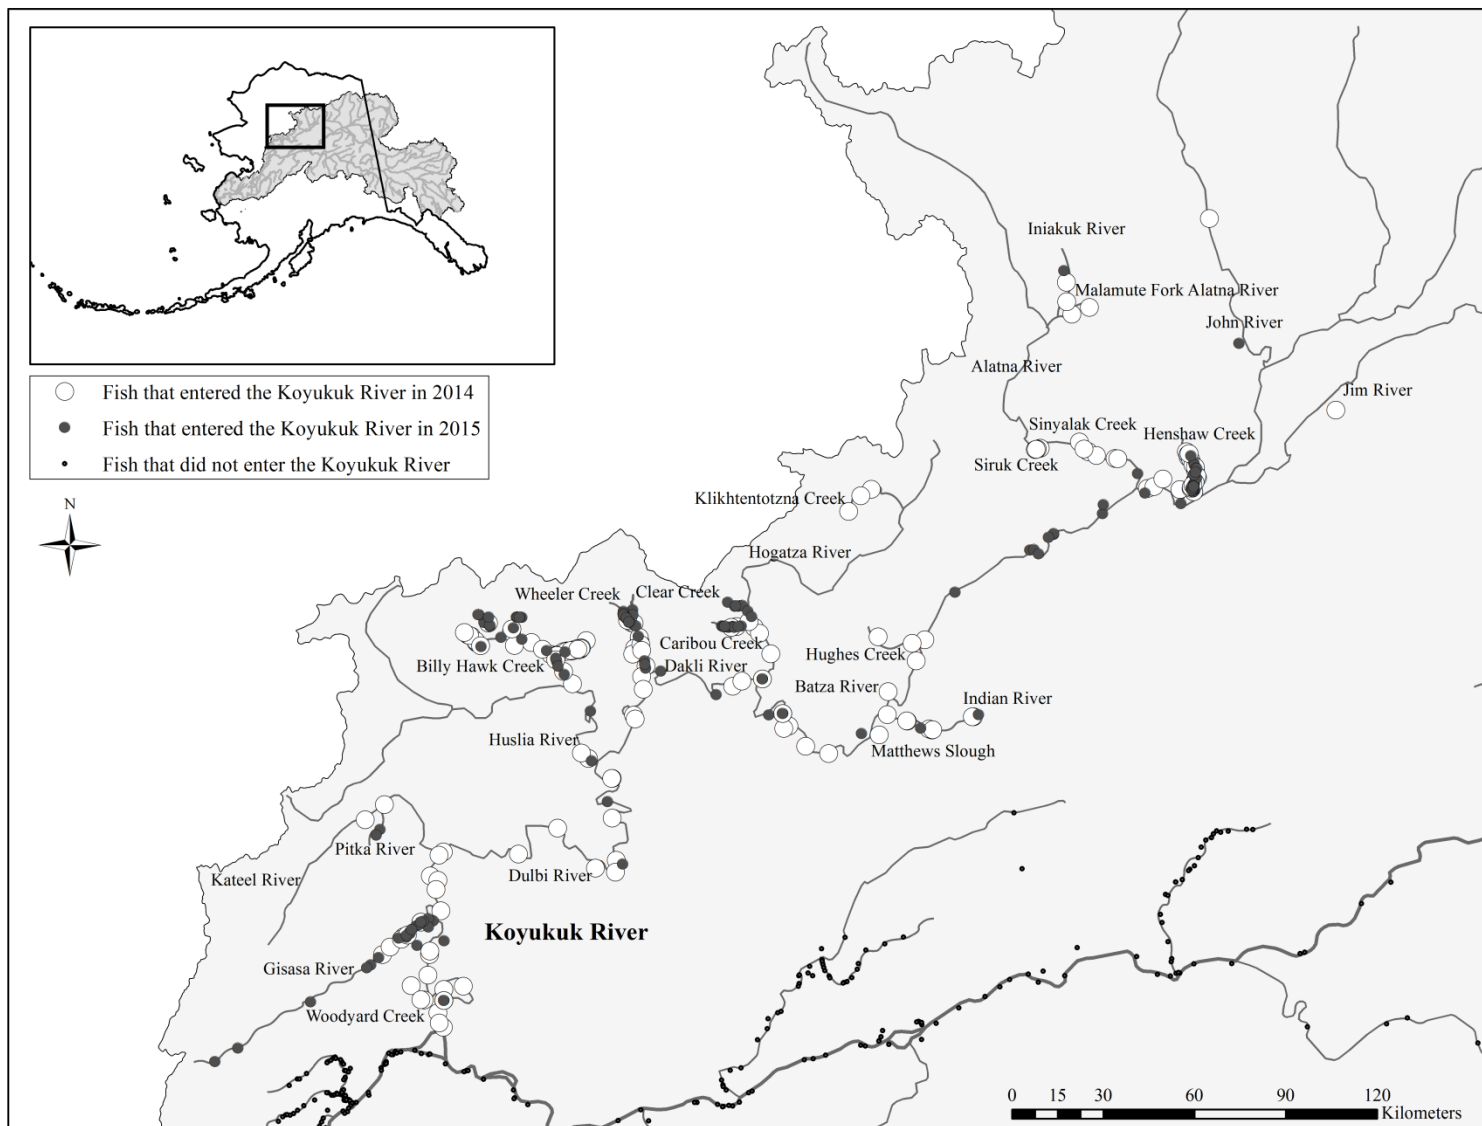 Fish that entered the Koyukuk River in 2014
Fish that entered the Koyukuk River in 2015
Fish that did not enter the Koyukuk River
N
Iniakuk River
Malamute Fork Alatna River
John River
Alatna River
Jim River
Sinyalak Creek
Henshaw Creek
Siruk Creek
Klikhtentotzna Creek
Hogatza River
Wheeler Creek
Clear Creek
Caribou Creek
Hughes Creek
Billy Hawk Creek
Dakli River
Batza River
Indian River
Huslia River
Matthews Slough
Pitka River
Dulbi River
Kateel River
Koyukuk River
Gisasa River
Woodyard Creek
0 15 30 60 90 120
Kilometers